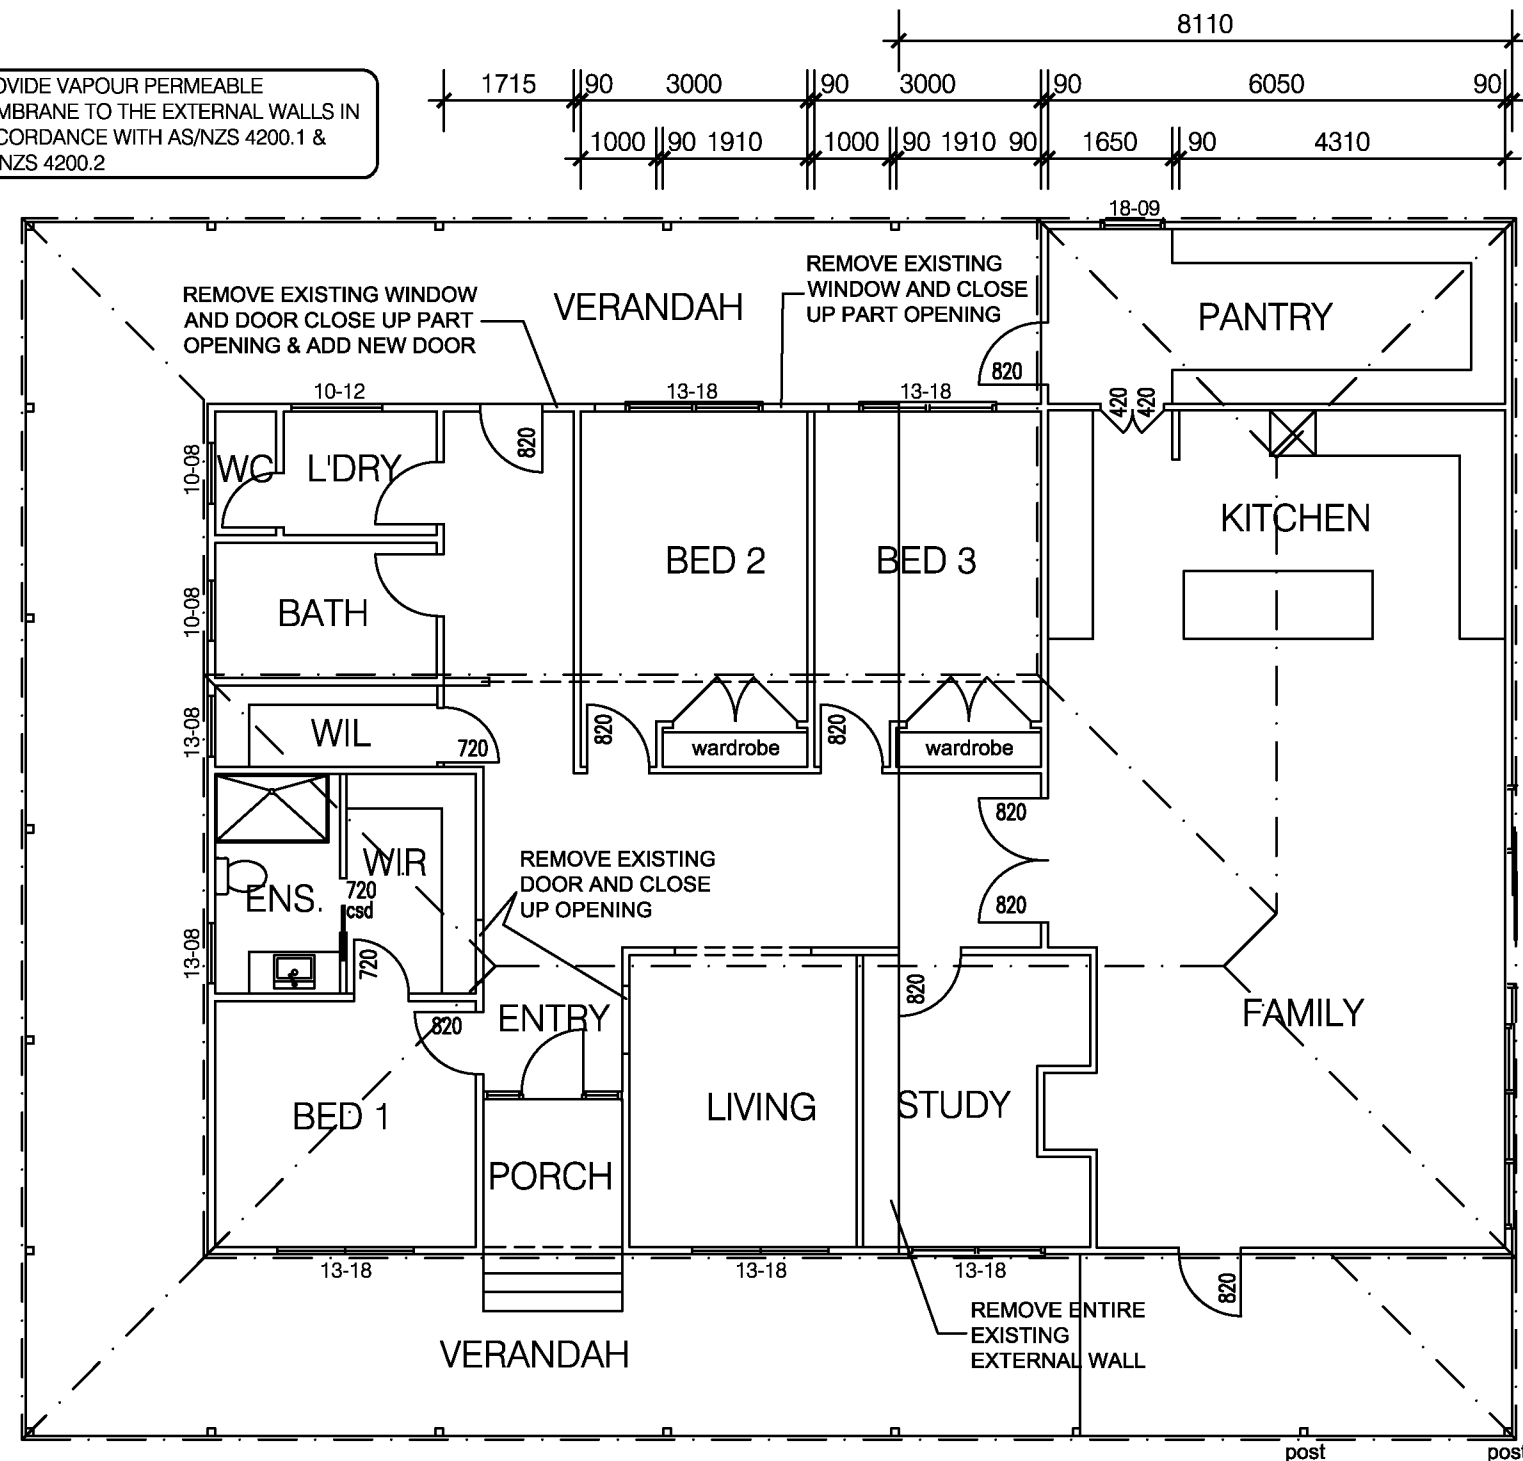 8110
1715 90 3000 90 3000 90 6050 90
1000 90 1910 1000 90 1910 90 1650 90 4310
VAPOUR PERMEABLE
TO THE EXTERNAL WALLS IN
WITH AS/NZS 4200.1 &
4200.2
18-09
REMOVE EXISTING WINDOW
AND DOOR CLOSE UP PART
OPENING & ADD NEW DOOR
VERANDAH
REMOVE EXISTING
WINDOW AND CLOSE
UP PART OPENING
PANTRY
820
10-12
13-18
13-18
420
420
10-08
WC
L'DRY
820
KITCHEN
BED 2
BED 3
10-08
BATH
13-08
WIL
720
820
wardrobe
820
wardrobe
820
WIR
ENS.
720
csd
REMOVE EXISTING
DOOR AND CLOSE
UP OPENING
820
13-08
720
820
820
ENTRY
FAMILY
BED 1
LIVING
STUDY
PORCH
13-18
13-18
13-18
820
REMOVE ENTIRE
EXISTING
EXTERNAL WALL
VERANDAH
post
post